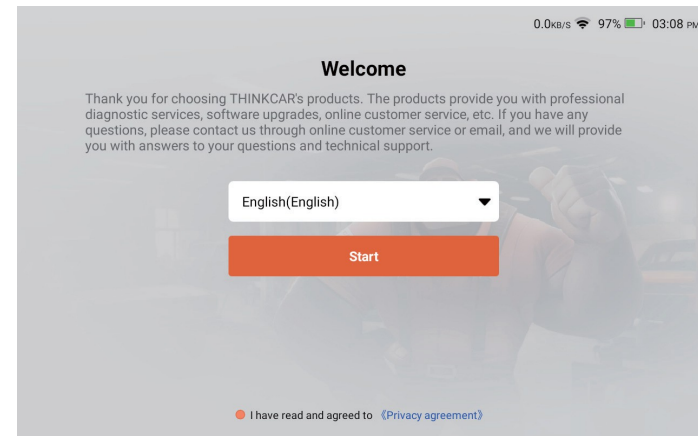 0.0KB/S 97% 03:08 PM
Welcome
Thank you for choosing THINKCAR's products. The products provide you with professional
diagnostic services, software upgrades, online customer service, etc. If you have any
questions, please contact us through online customer service or email, and we will provide
you with answers to your questions and technical support.
English(English)
Start
I have read and agreed to 《Privacy agreement》